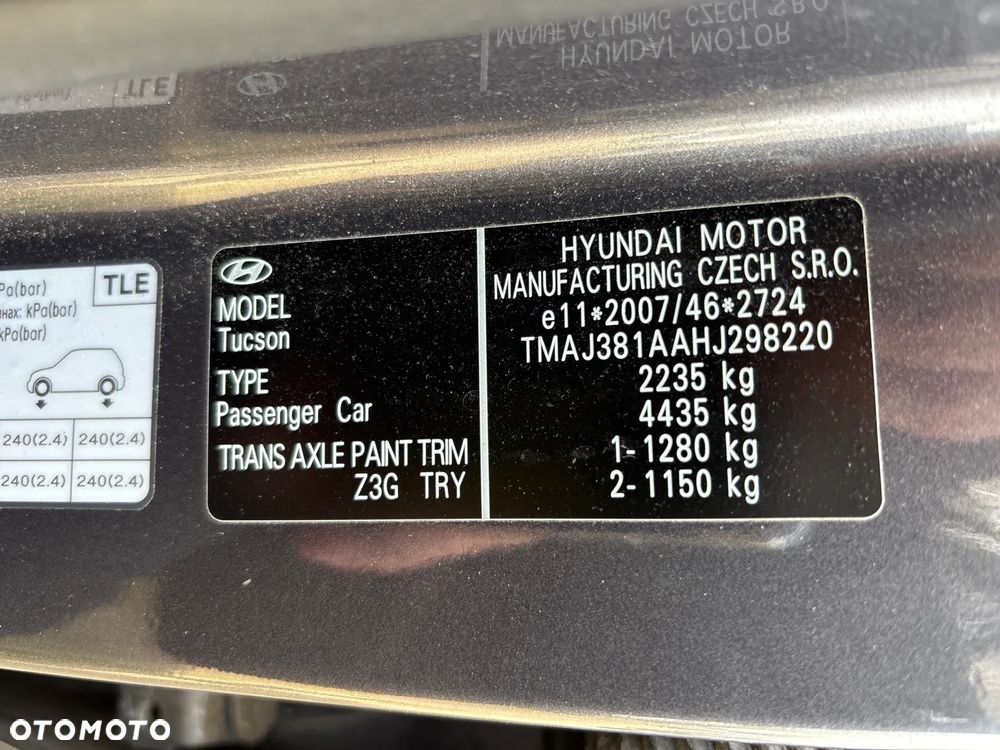 MANUFACTURING CZECH S.R.O.
HYUNDAI MOTOR
TLE
Pa(bar)
TLE
kPa(bar)
kPa(bar)
240(2.4) 240(2.4)
240(2.4) 240(2.4)
MODEL
Tucson
TYPE
Passenger Car
TRANS AXLE PAINT TRIM
Z3G TRY
HYUNDAI MOTOR
MANUFACTURING CZECH S.R.O.
e11*2007/46*2724
TMAJ381AAHJ298220
2235 kg
4435 kg
1-1280 kg
2-1150 kg
OTOMOTO